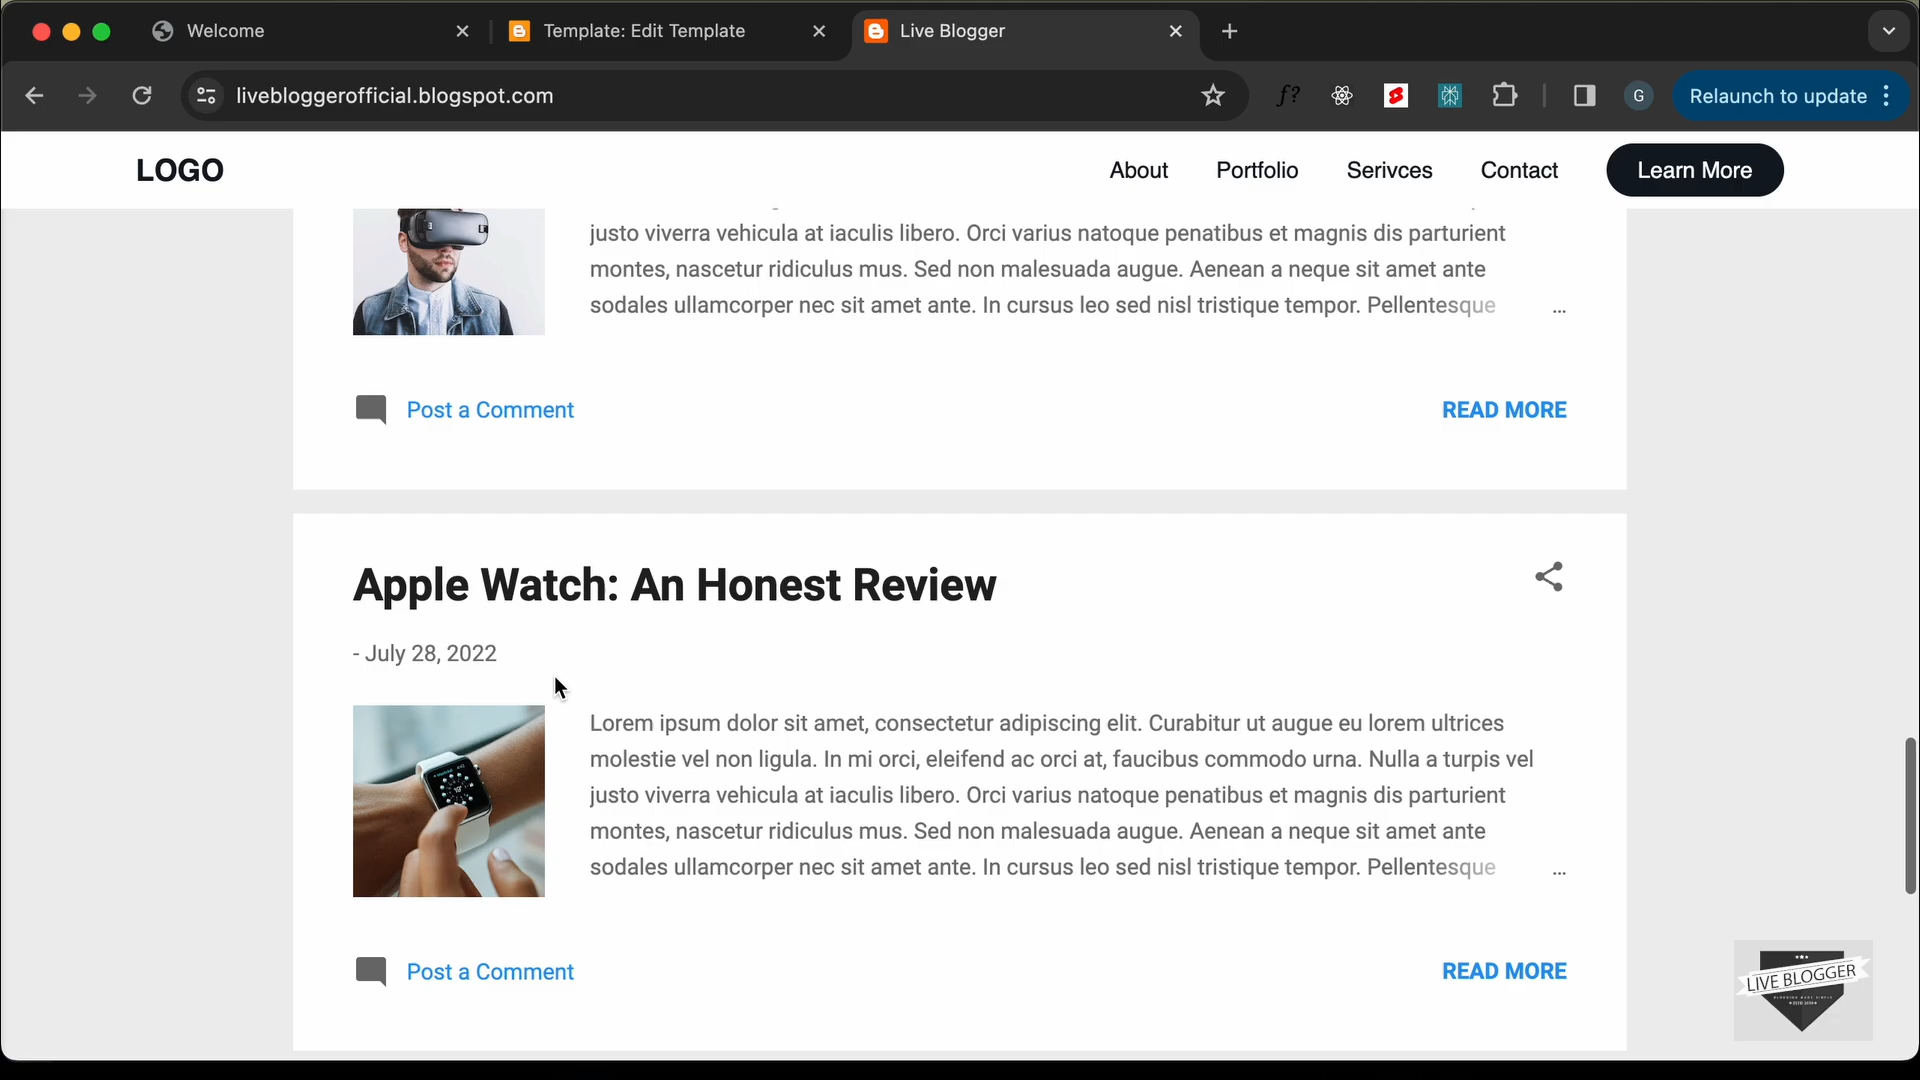 Welcome
Template: Edit Template
Live Blogger
livebloggerofficial.blogspot.com
f?
G
Relaunch to update
LOGO
About
Portfolio
Serivces
Contact
Learn More
justo viverra vehicula at iaculis libero. Orci varius natoque penatibus et magnis dis parturient
montes, nascetur ridiculus mus. Sed non malesuada augue. Aenean a neque sit amet ante
sodales ullamcorper nec sit amet ante. In cursus leo sed nisl tristique tempor. Pellentesque ...
Post a Comment
READ MORE
Apple Watch: An Honest Review
- July 28, 2022
Lorem ipsum dolor sit amet, consectetur adipiscing elit. Curabitur ut augue eu lorem ultrices
molestie vel non ligula. In mi orci, eleifend ac orci at, faucibus commodo urna. Nulla a turpis vel
justo viverra vehicula at iaculis libero. Orci varius natoque penatibus et magnis dis parturient
montes, nascetur ridiculus mus. Sed non malesuada augue. Aenean a neque sit amet ante
sodales ullamcorper nec sit amet ante. In cursus leo sed nisl tristique tempor. Pellentesque ...
Post a Comment
READ MORE
LIVE BLOGGER